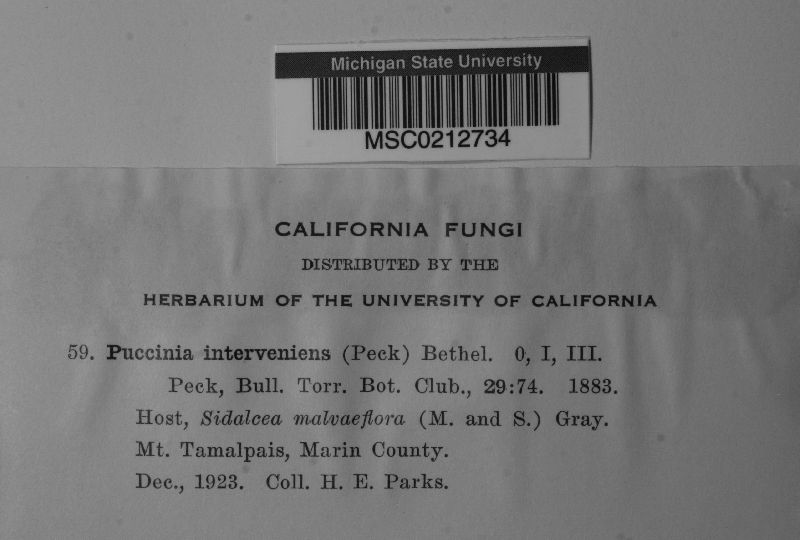 Michigan State University
MSC0212734
CALIFORNIA FUNGI
DISTRIBUTED BY THE
HERBARIUM OF THE UNIVERSITY OF CALIFORNIA
59. Puccinia interveniens (Peck) Bethel. 0, I, III.
Peck, Bull. Torr. Bot. Club., 29:74. 1883.
Host, Sidalcea malvaeflora (M. and S.) Gray.
Mt. Tamalpais, Marin County.
Dec., 1923. Coll. H. E. Parks.